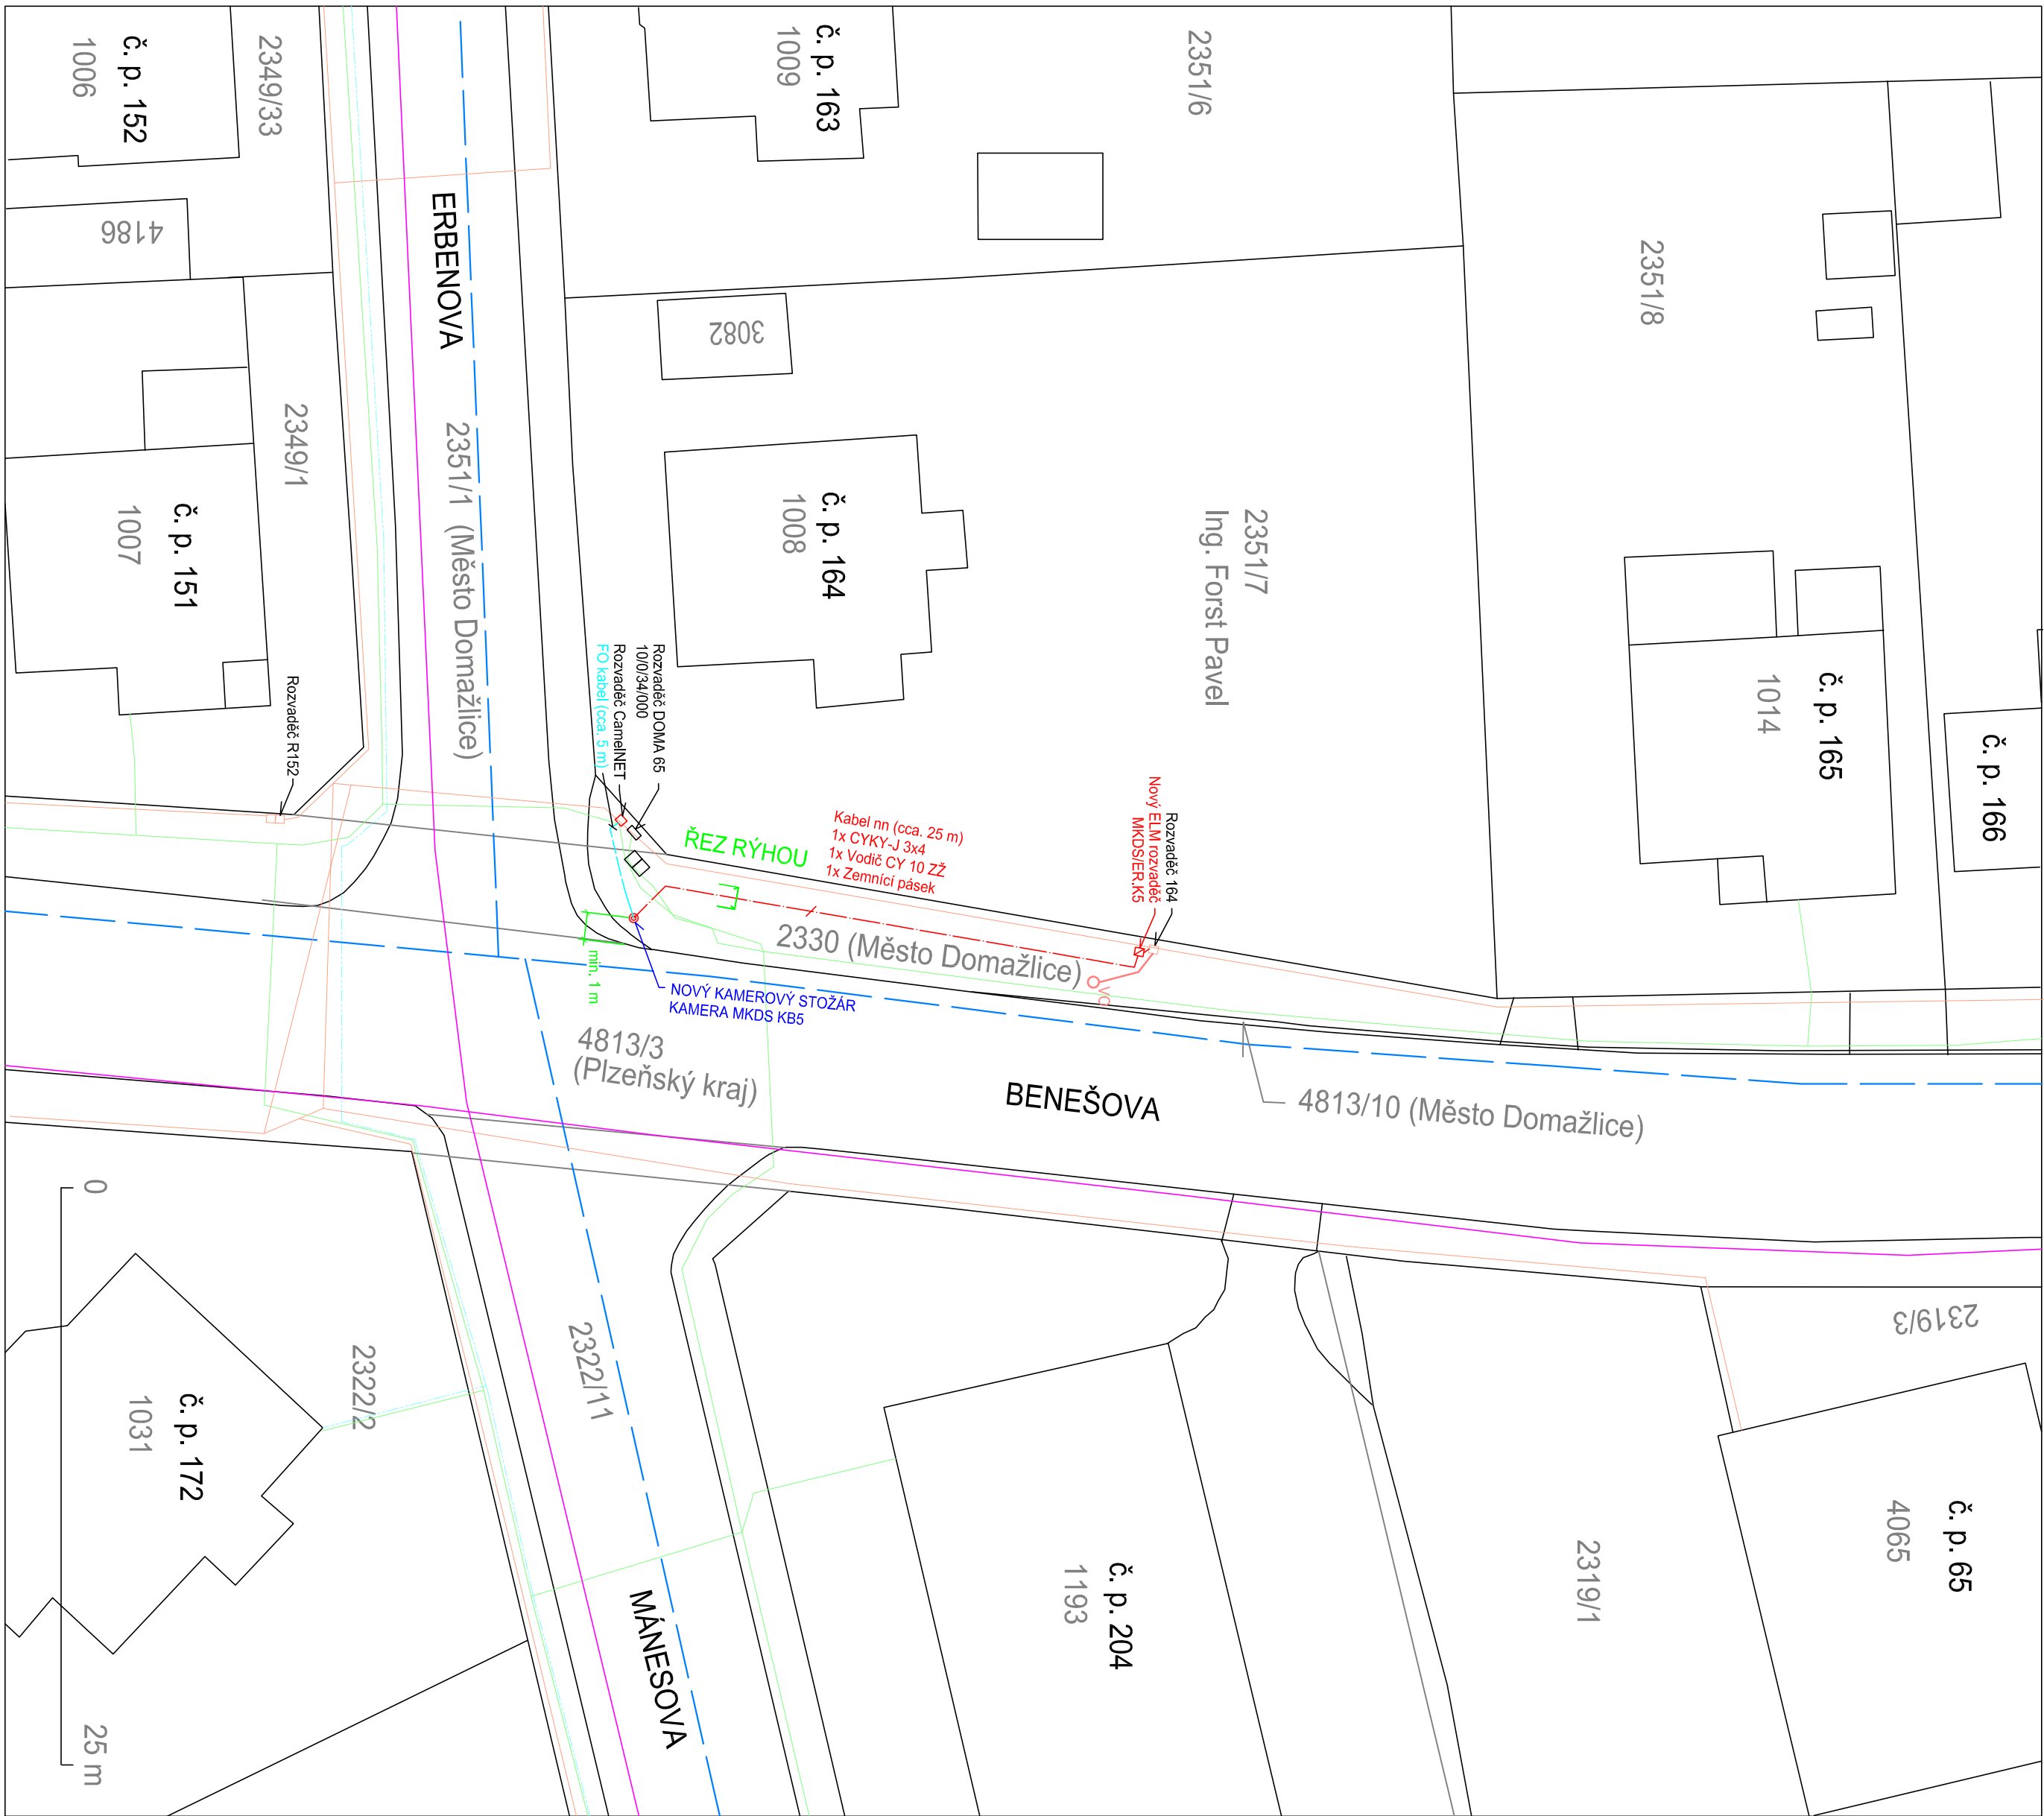 č. p. 152
1006
2349/33
4186
ERBENOVA
č. p. 163
1009
2351/6
2351/8
3082
2349/1
č. p. 151
1007
2351/1 (Město Domažlice)
č. p. 164
1008
2351/7
Ing. Forst Pavel
č. p. 165
1014
č. p. 166
Rozvaděč R152
Rozvaděč DOMA 65
10/0/34/000
Rozvaděč CamelNET
FO kabel (cca. 5 m)
ŘEZ RÝHOU
Kabel nn (cca. 25 m)
1x CYKY-J 3x4
1x Vodič CY 10 ZŽ
1x Zemnící pásek
Rozvaděč 164
Nový ELM rozvaděč
MKDS/ER.K5
VO
2330 (Město Domažlice)
min. 1 m
NOVÝ KAMEROVÝ STOŽÁR
KAMERA MKDS KB5
4813/3
(Plzeňský kraj)
BENEŠOVA
4813/10 (Město Domažlice)
0
25 m
2319/3
2322/2
č. p. 172
1031
2322/11
MÁNESOVA
č. p. 204
1193
2319/1
č. p. 65
4065